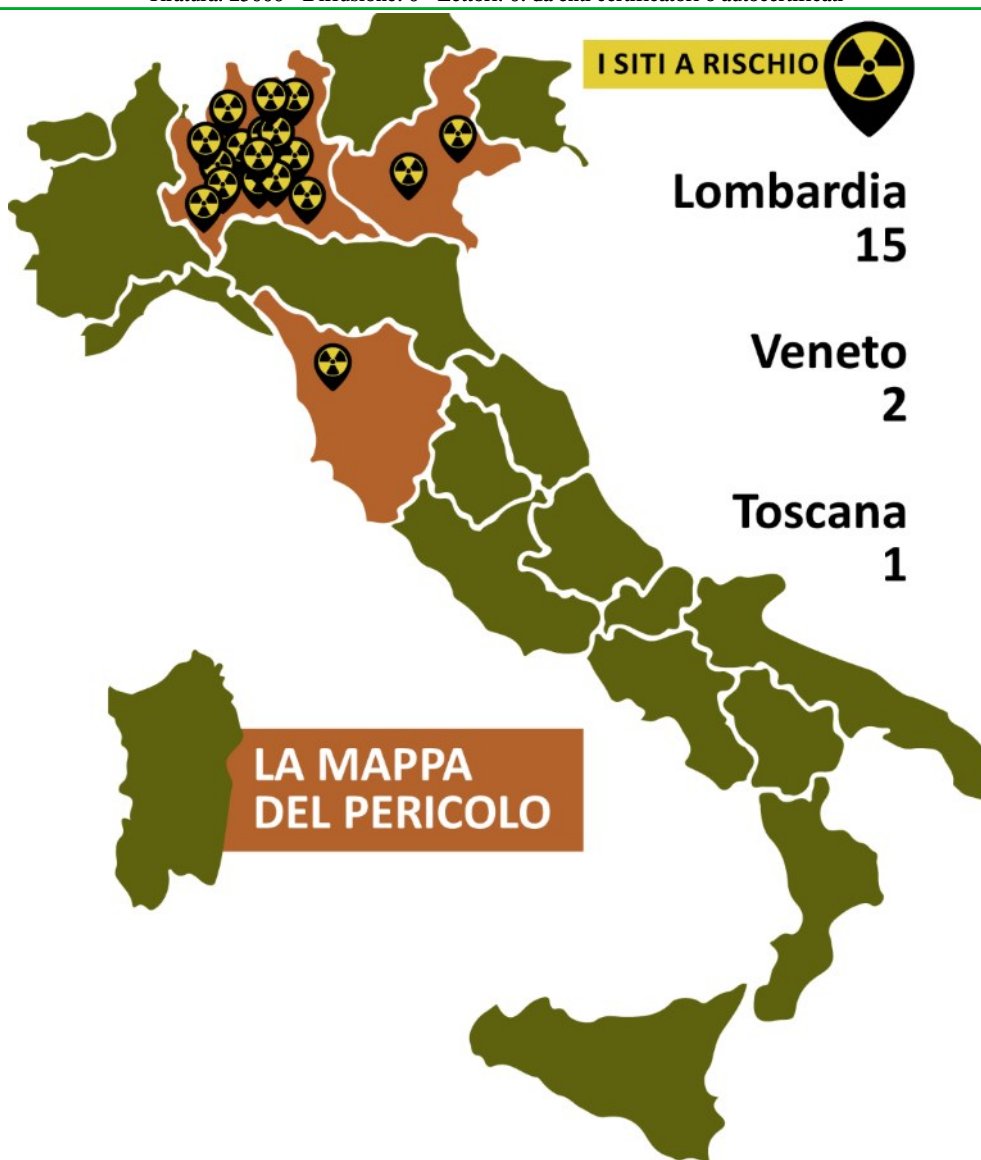 I SITI A RISCHIO
Lombardia
15
Veneto
2
Toscana
1
LA MAPPA
DEL PERICOLO